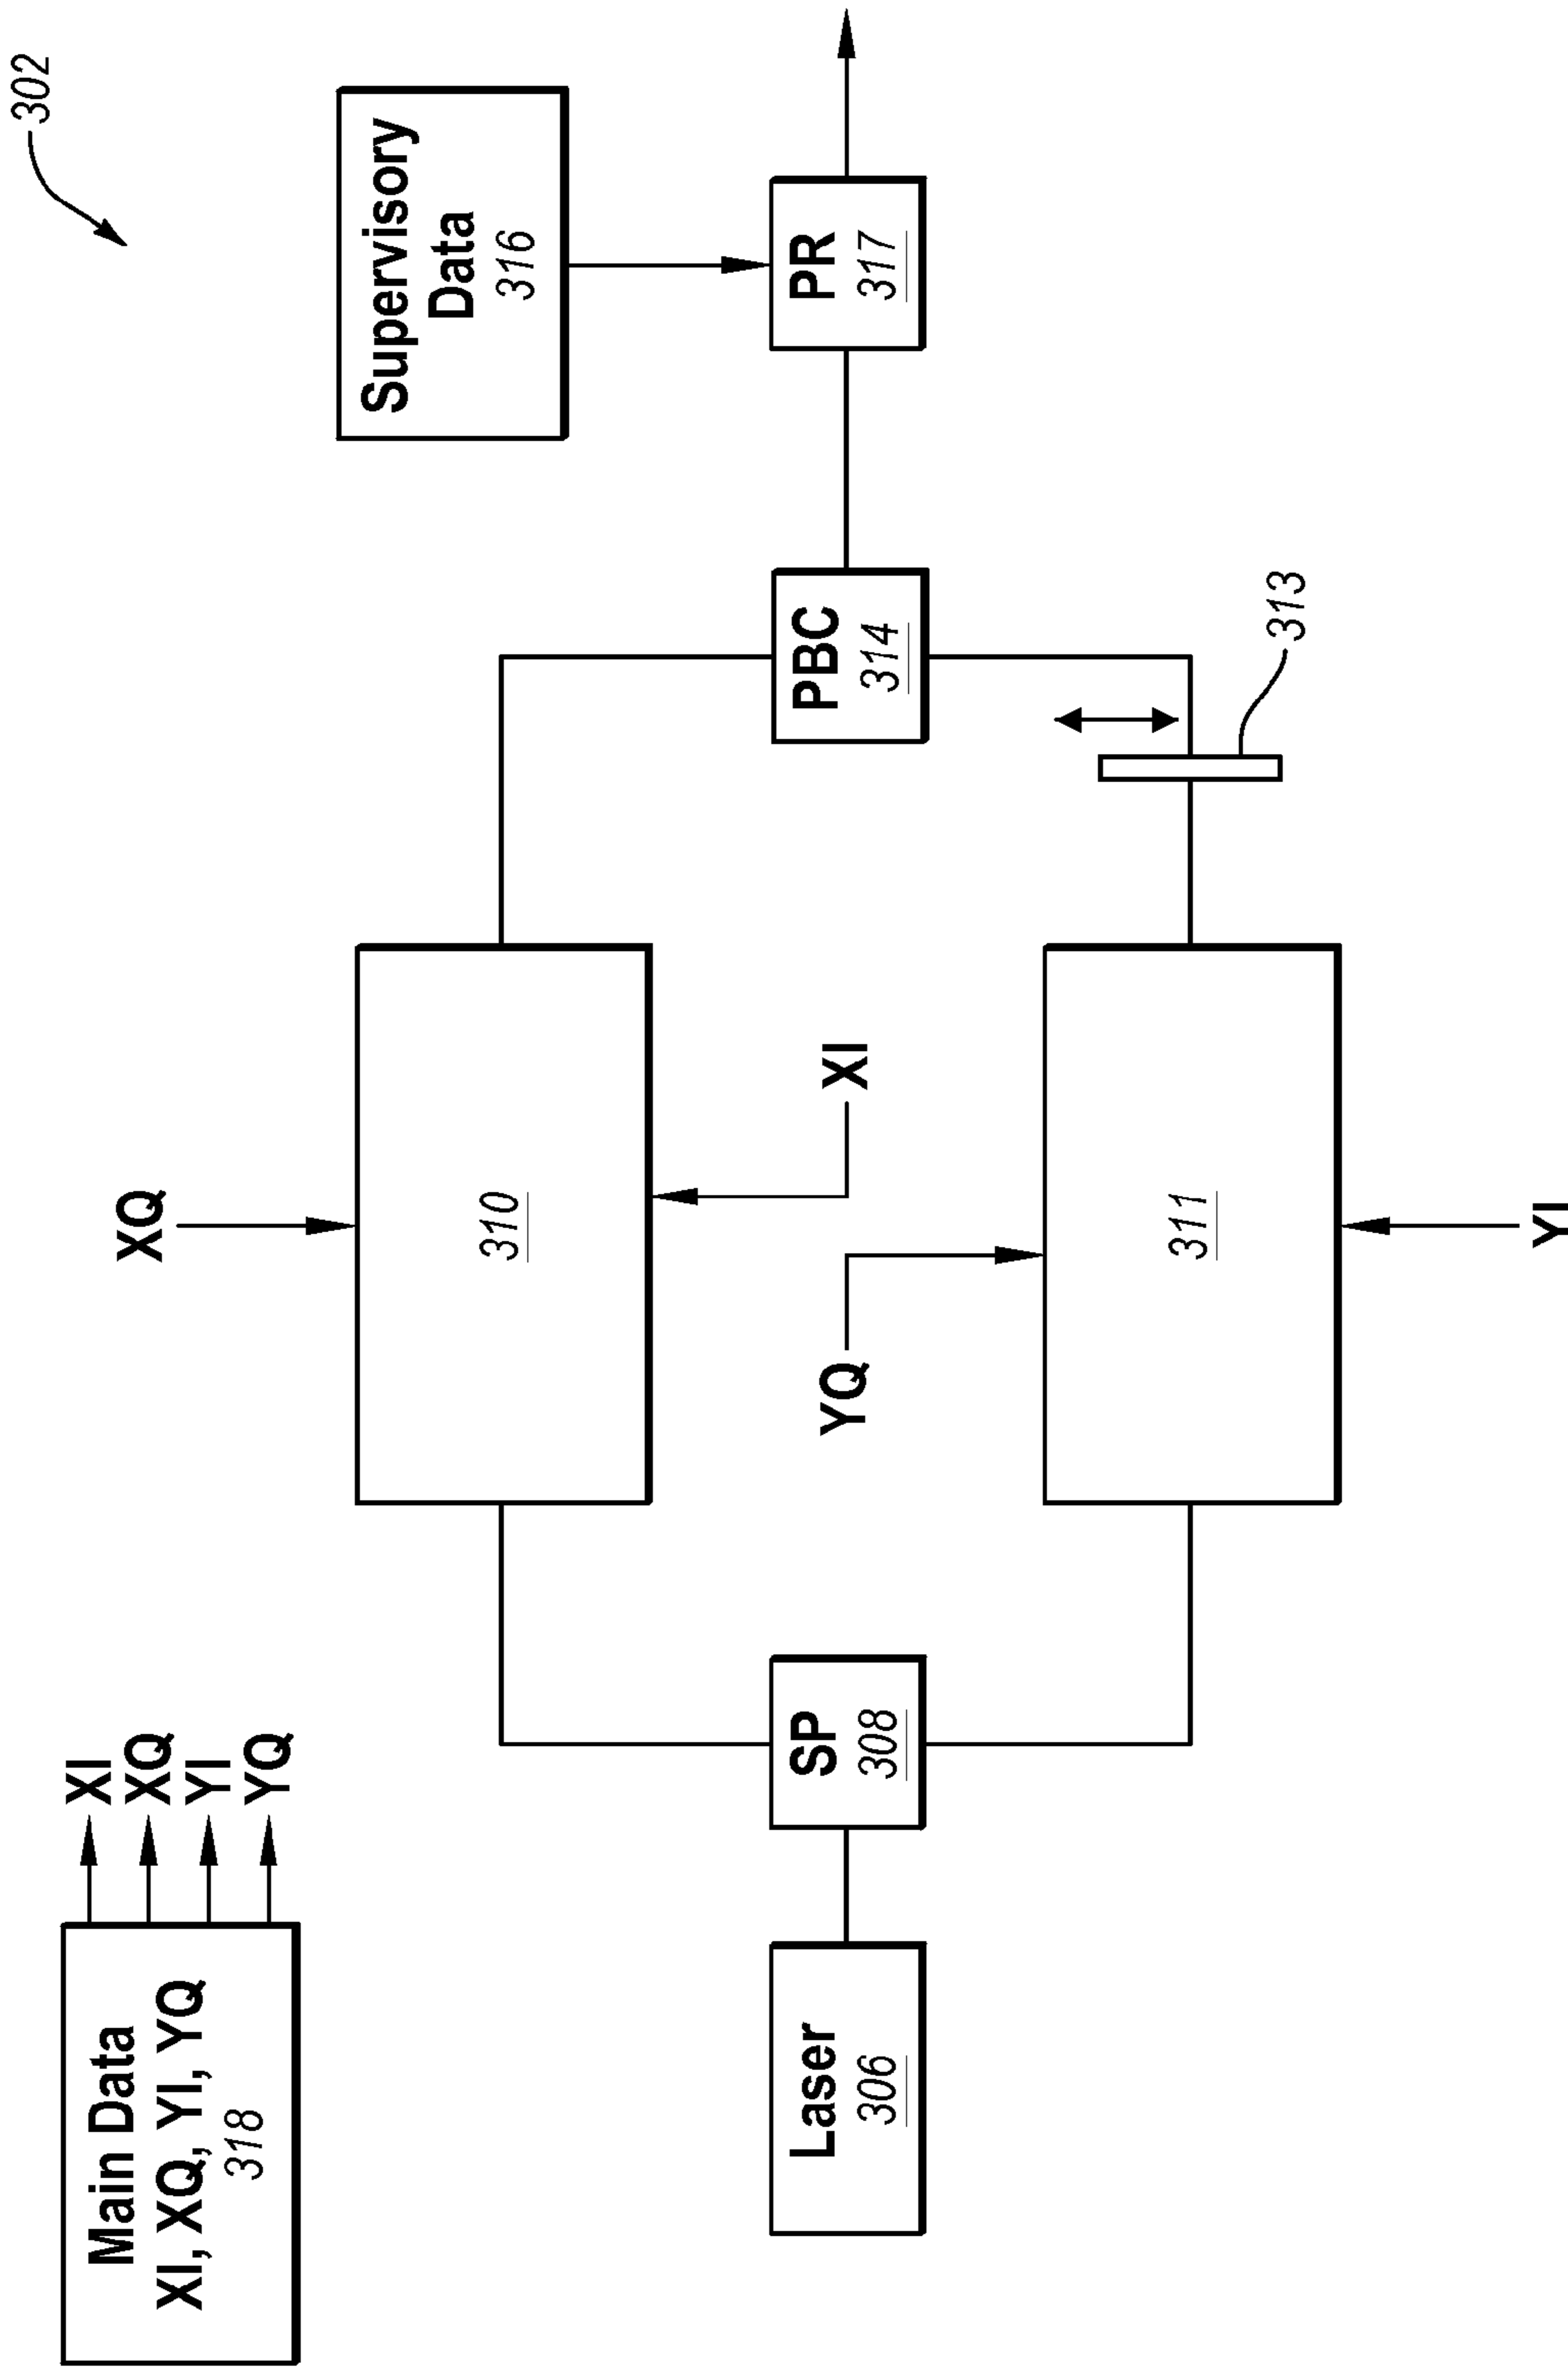 302
Main Data
XI, XQ, YI, YQ
318
XI
XQ
YI
YQ
XQ
Supervisory
Data
316
310
Laser
306
SP
308
YQ
XI
PBC
314
PR
317
311
313
YI